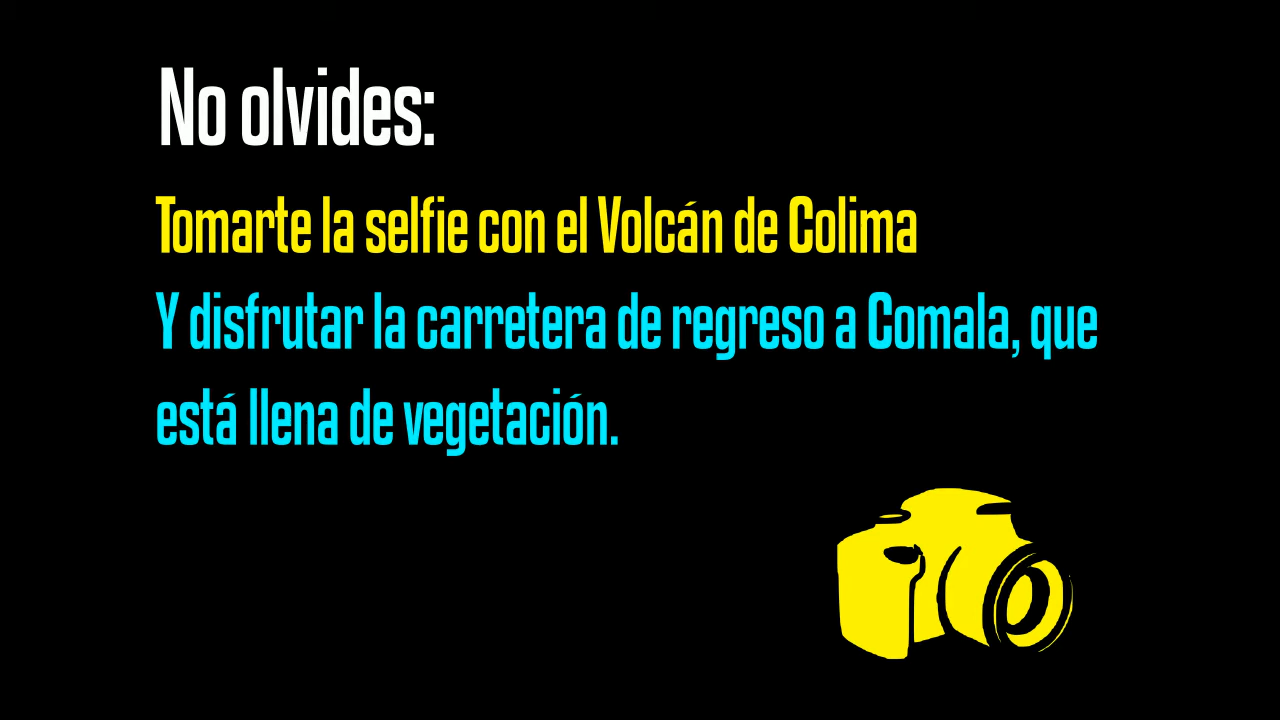 No olvides:
Tomarte la selfie con el Volcán de Colima
Y disfrutar la carretera de regreso a Comala, que
está llena de vegetación.